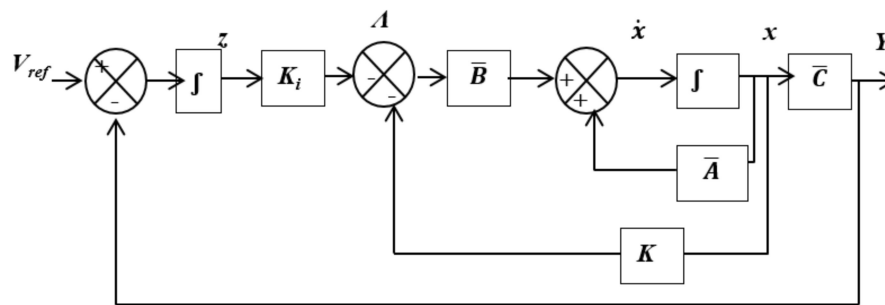 Λ
ẋ
x
Y
z
V_ref
+
-
∫
K_i
-
-
B̅
+
+
∫
C̅
A̅
K